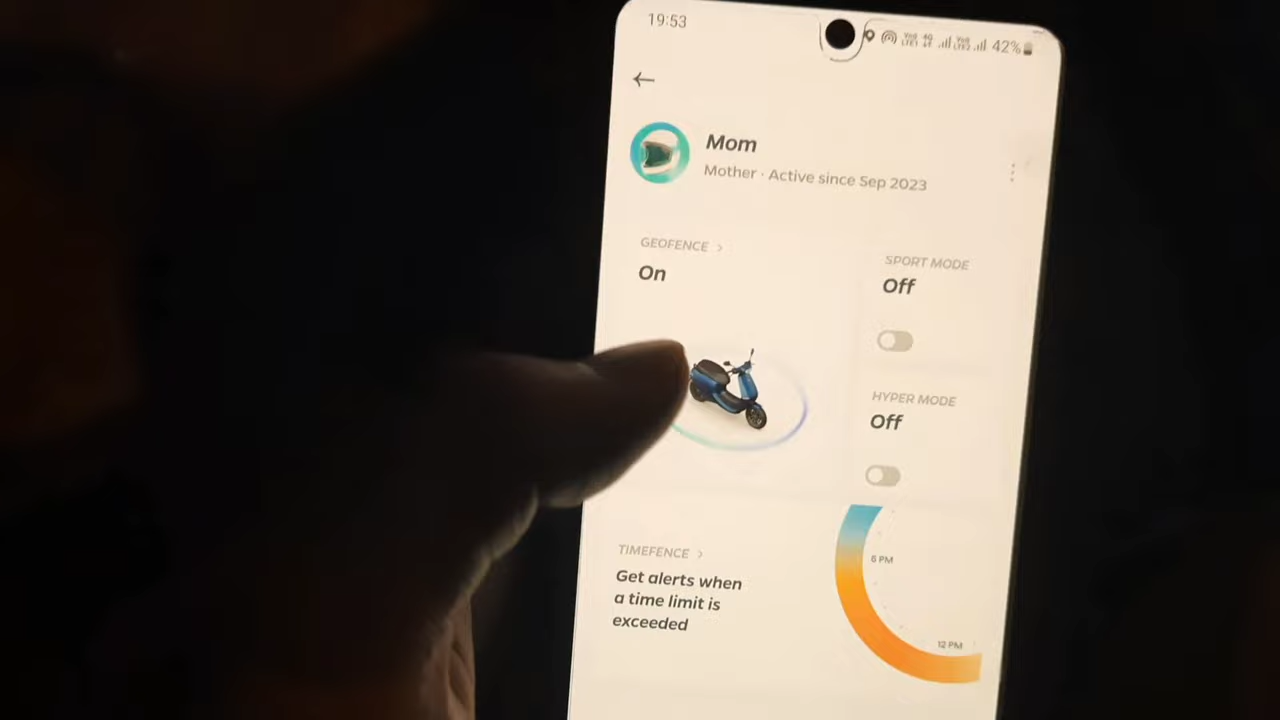 19:53
42%
Mom
Mother · Active since Sep 2023
GEOFENCE >
On
SPORT MODE
Off
HYPER MODE
Off
TIMEFENCE >
Get alerts when
a time limit is
exceeded
6 PM
12 PM